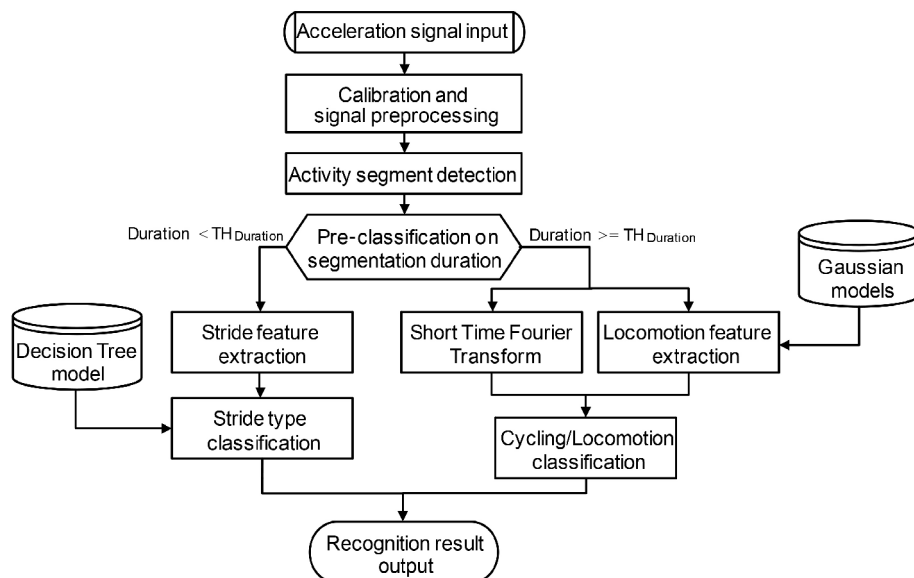 Acceleration signal input
Calibration and
signal preprocessing
Activity segment detection
Duration < TH Duration
Pre-classification on
segmentation duration
Duration >= TH Duration
Gaussian
models
Decision Tree
model
Stride feature
extraction
Short Time Fourier
Transform
Locomotion feature
extraction
Stride type
classification
Cycling/Locomotion
classification
Recognition result
output